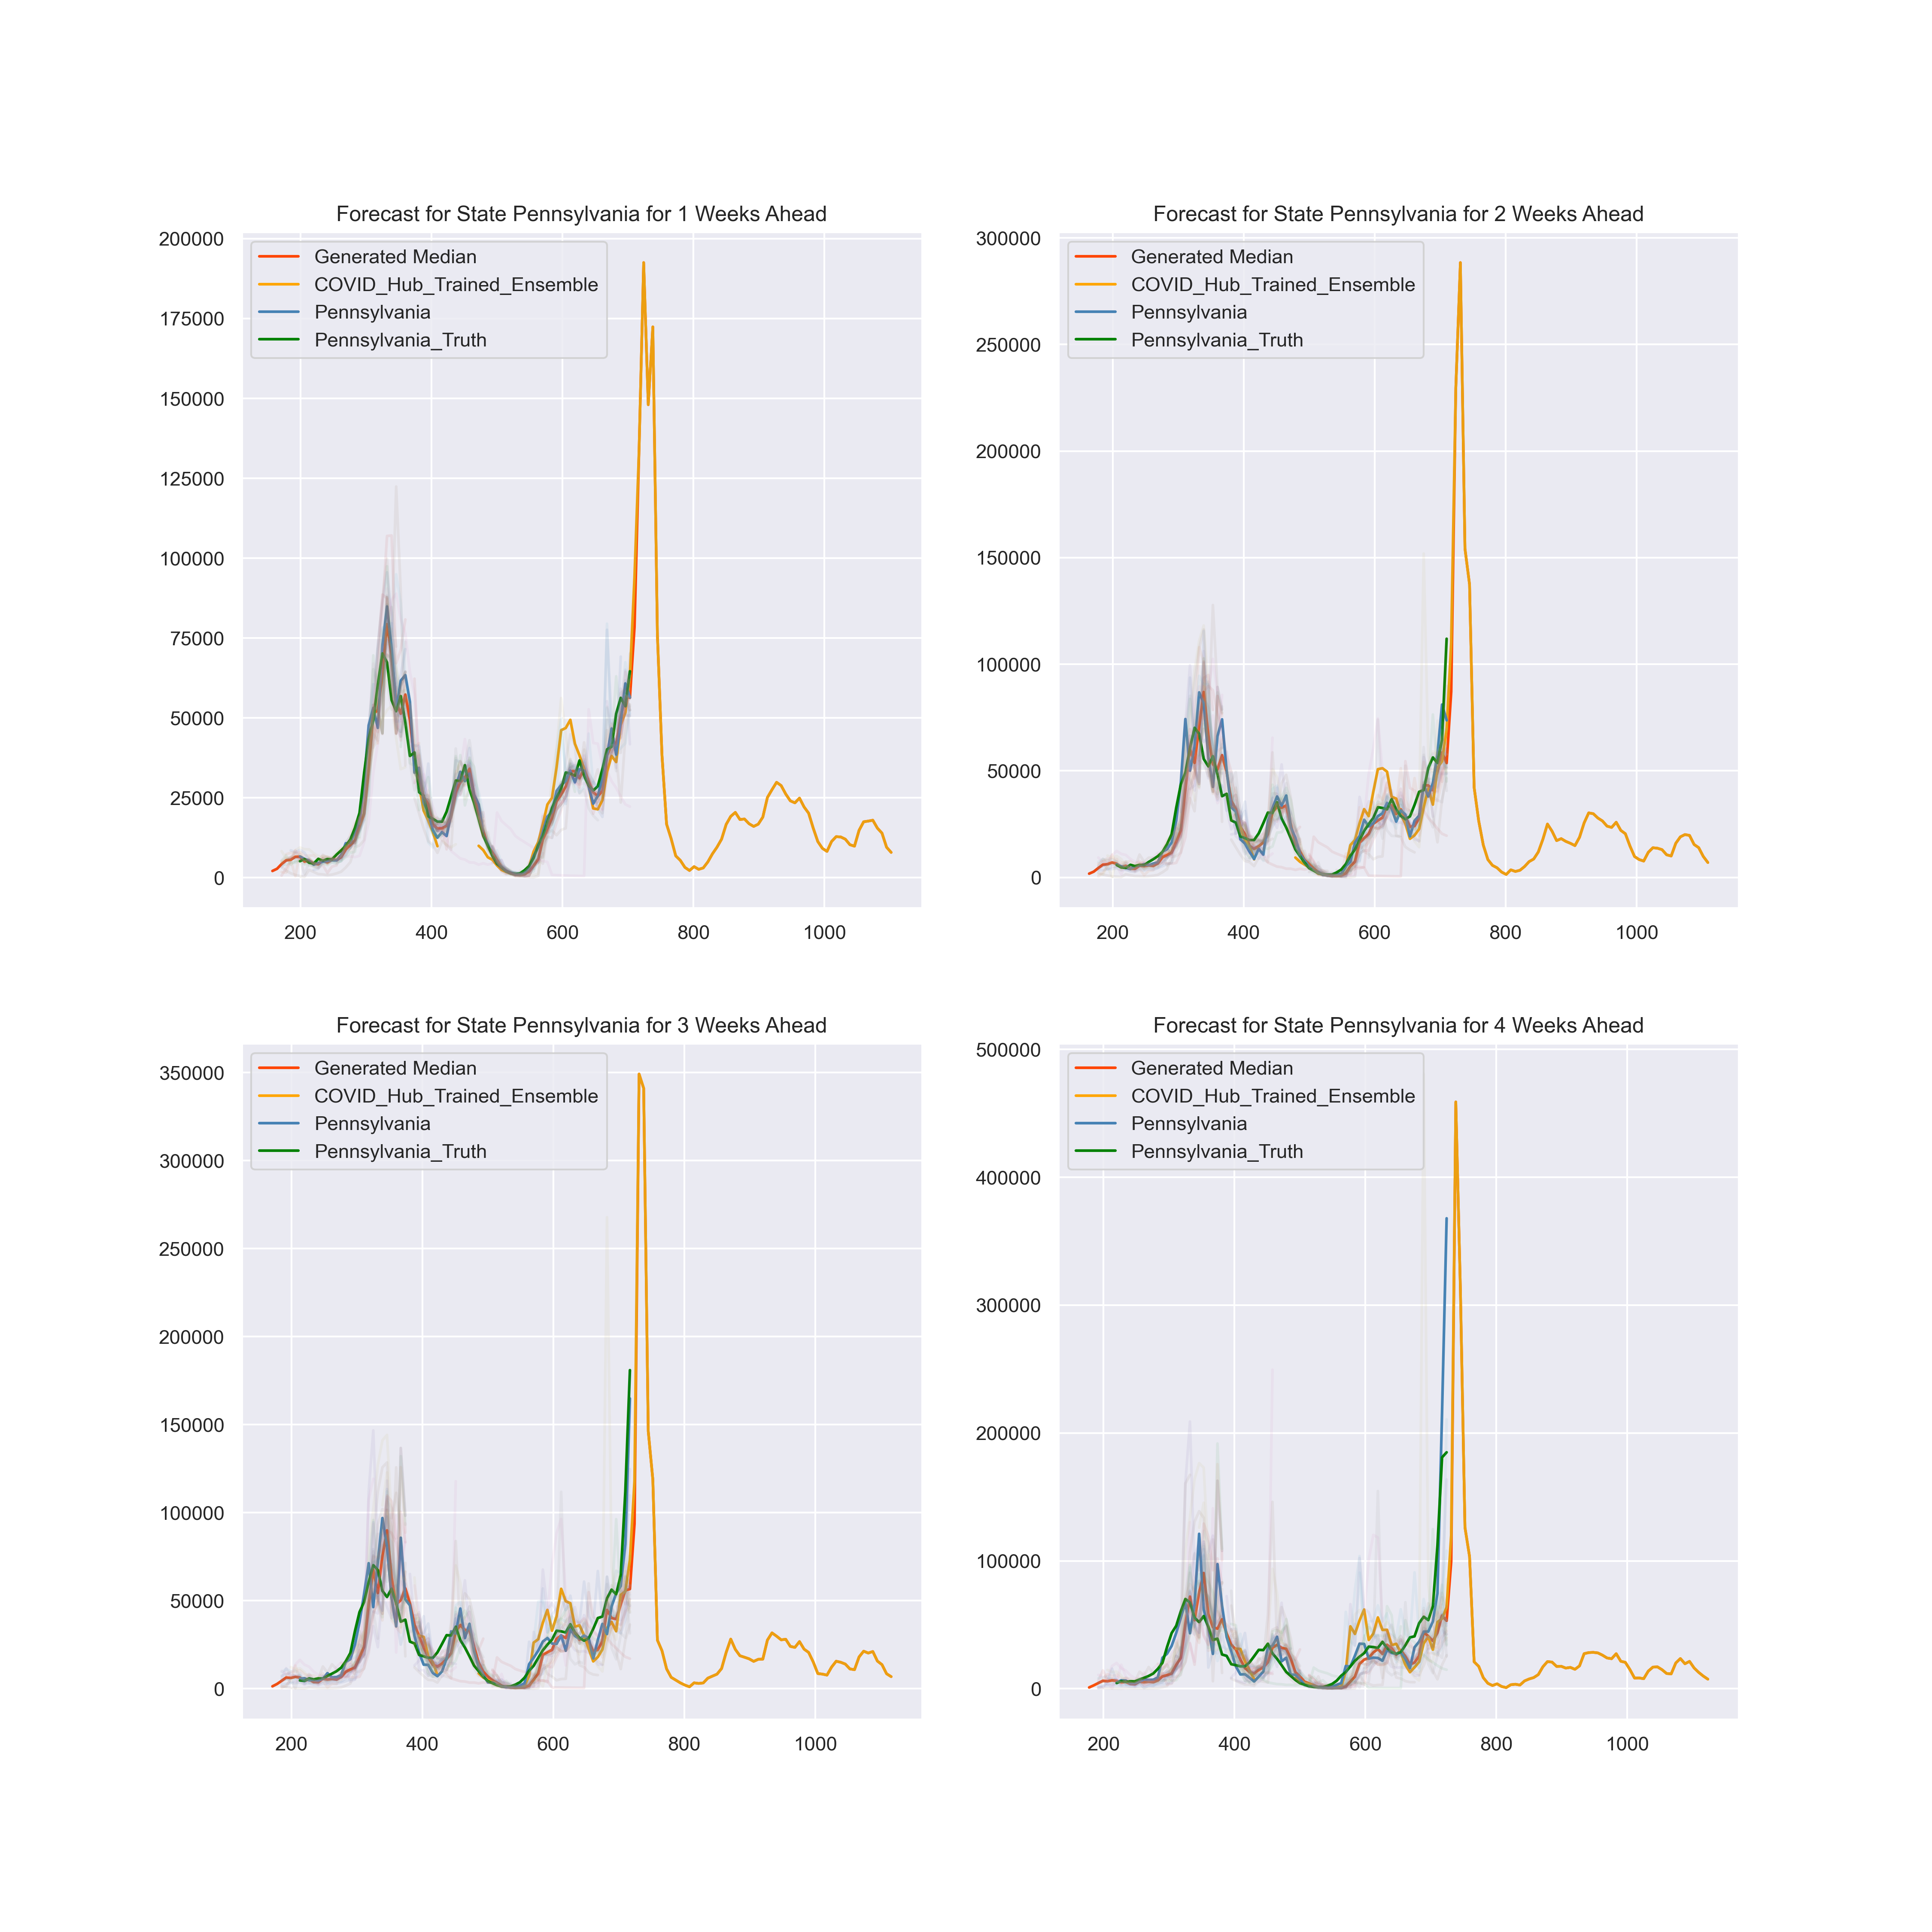 Forecast for State Pennsylvania for 1 Weeks Ahead
200000
175000
150000
125000
100000
75000
50000
25000
0
Generated Median
COVID_Hub_Trained_Ensemble
Pennsylvania
Pennsylvania_Truth
200 400 600 800 1000
Forecast for State Pennsylvania for 2 Weeks Ahead
300000
250000
200000
150000
100000
50000
0
Generated Median
COVID_Hub_Trained_Ensemble
Pennsylvania
Pennsylvania_Truth
200 400 600 800 1000
Forecast for State Pennsylvania for 3 Weeks Ahead
350000
300000
250000
200000
150000
100000
50000
0
Generated Median
COVID_Hub_Trained_Ensemble
Pennsylvania
Pennsylvania_Truth
200 400 600 800 1000
Forecast for State Pennsylvania for 4 Weeks Ahead
500000
400000
300000
200000
100000
0
Generated Median
COVID_Hub_Trained_Ensemble
Pennsylvania
Pennsylvania_Truth
200 400 600 800 1000